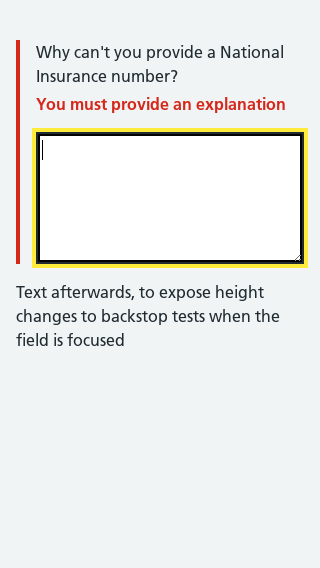 Why can't you provide a National
Insurance number?
You must provide an explanation
Text afterwards, to expose height
changes to backstop tests when the
field is focused